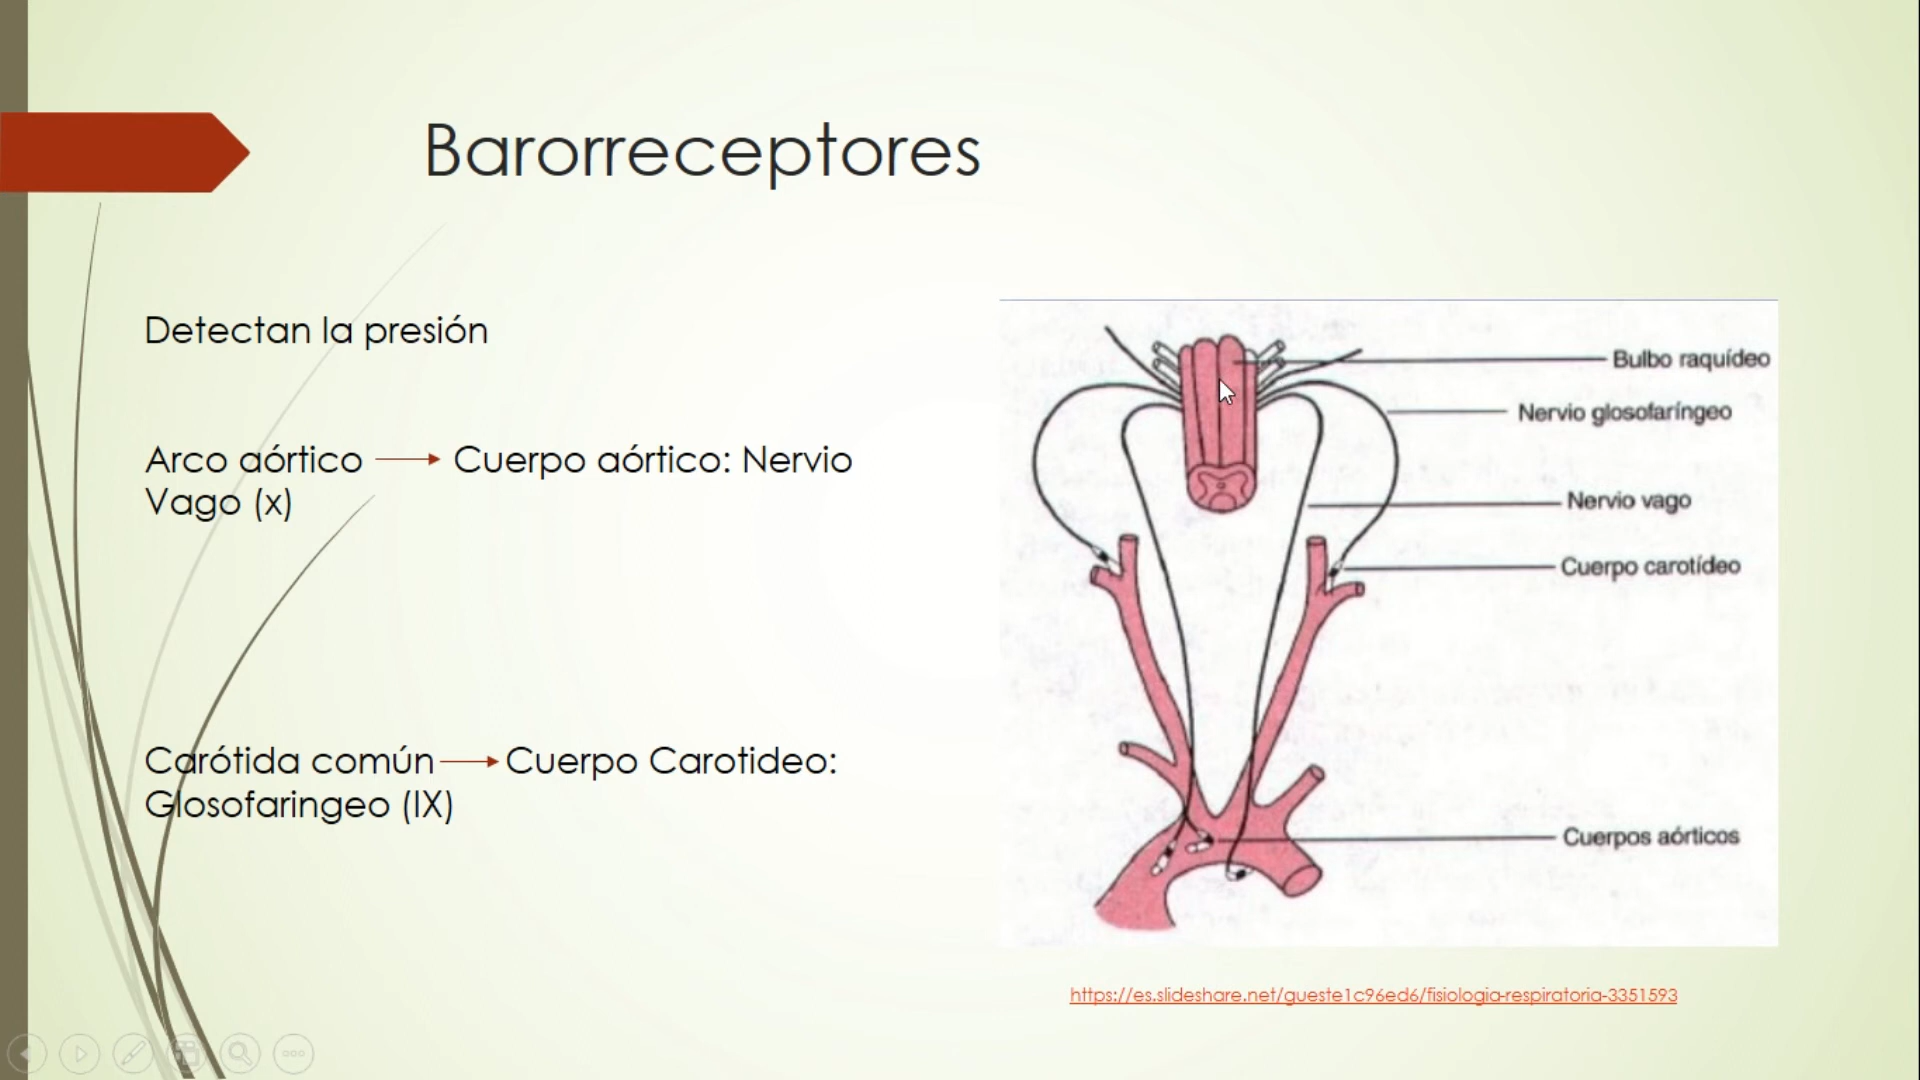 Barorreceptores
Detectan la presión
Arco aórtico Cuerpo aórtico: Nervio
Vago (x)
Carótida común Cuerpo Carotideo:
Glosofaringeo (IX)
Bulbo raquídeo
Nervio glosofaríngeo
Nervio vago
Cuerpo carotídeo
Cuerpos aórticos
https://es.slideshare.net/gueste1c96ed6/fisiologia-respiratoria-3351593